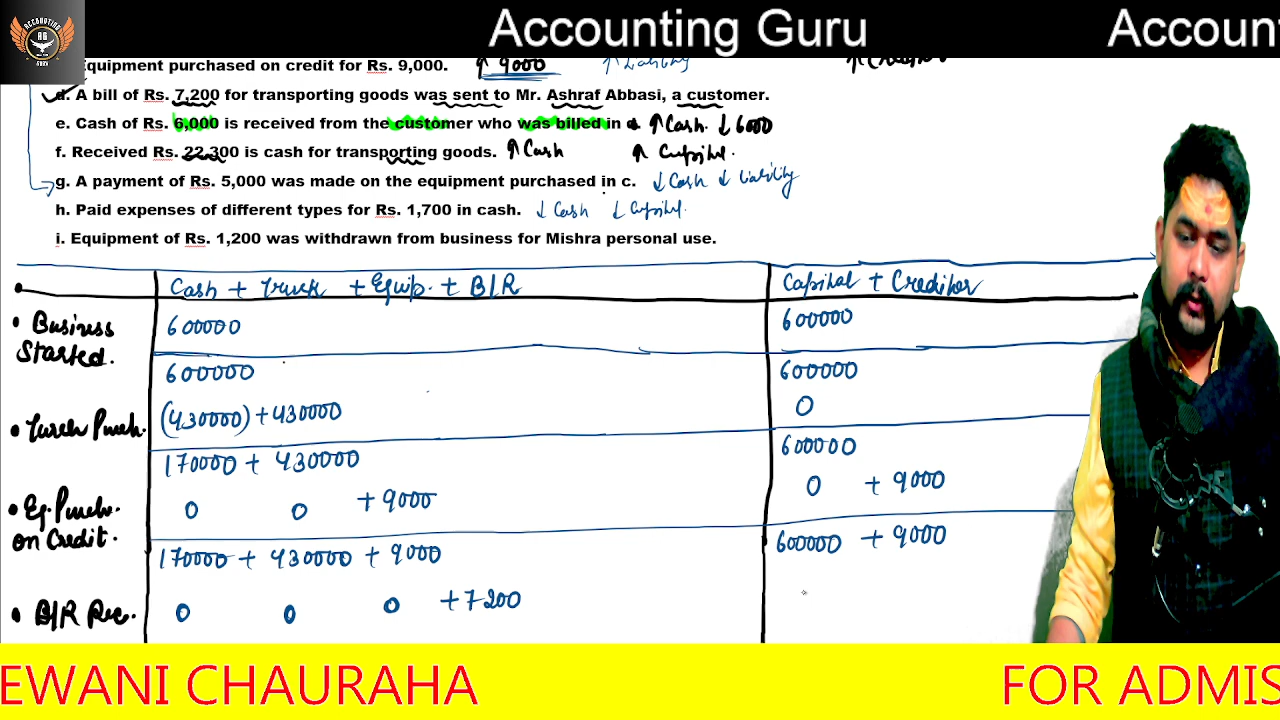 Accounting Guru
Accoun
ACCOUNTING
AG
GURU
Equipment purchased on credit for Rs. 9,000. ↑ 9000 ↑ Liability
d. A bill of Rs. 7,200 for transporting goods was sent to Mr. Ashraf Abbasi, a customer.
e. Cash of Rs. 6,000 is received from the customer who was billed in d. ↑ Cash. ↓ 6000
f. Received Rs. 22,300 is cash for transporting goods. ↑ Cash ↑ Capital.
g. A payment of Rs. 5,000 was made on the equipment purchased in c. ↓ Cash ↓ liability
h. Paid expenses of different types for Rs. 1,700 in cash. ↓ Cash ↓ Capital.
i. Equipment of Rs. 1,200 was withdrawn from business for Mishra personal use.
Cash + Truck + Equip. + B/R Capital + Creditor
• Business Started. 600000 600000
600000 600000
• Truck Purch. (430000) + 430000 0
170000 + 430000 600000
• Eq. Purch. on Credit. 0 0 + 9000 0 + 9000
170000 + 430000 + 9000 600000 + 9000
• B/R Rec. 0 0 0 + 7200
EWANI CHAURAHA
FOR ADMIS